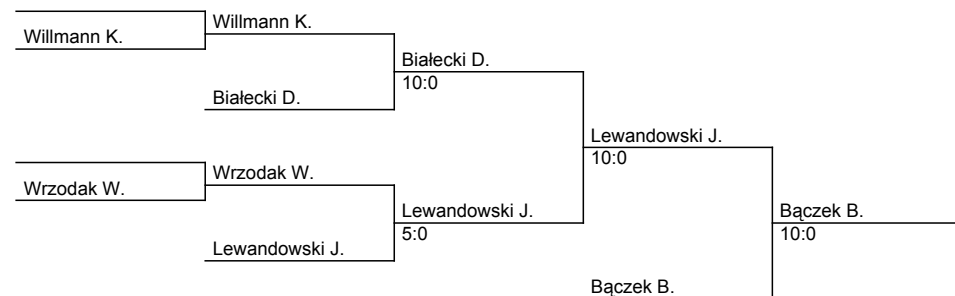 Willmann K.
Willmann K.
Białecki D.
10:0
Białecki D.
Lewandowski J.
10:0
Wrzodak W.
Wrzodak W.
Lewandowski J.
5:0
Bączek B.
10:0
Lewandowski J.
Bączek B.